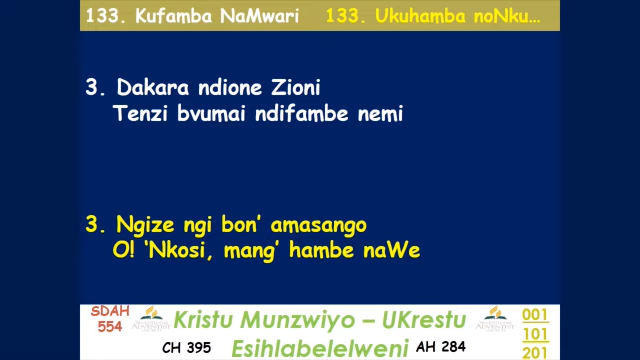 133. Kufamba NaMwari 133. Ukuhamba noNku…
3. Dakara ndione Zioni
Tenzi bvumai ndifambe nemi
3. Ngize ngi bon’ amasango
O! ‘Nkosi, mang’ hambe naWe
SDAH
554
Kristu Munzwiyo – UKrestu
Esihlabelelweni
CH 395
AH 284
001
101
201